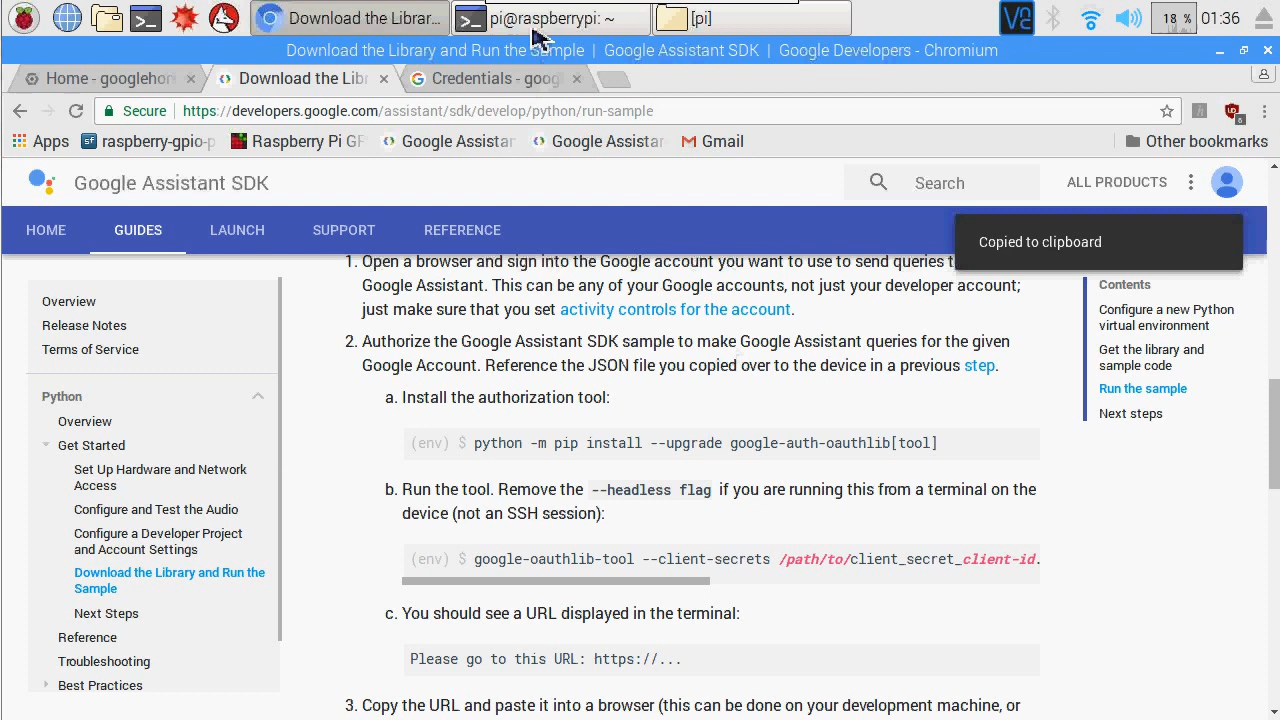 Download the Librar... pi@raspberrypi: ~ [pi] 18 % 01:36
Download the Library and Run the Sample | Google Assistant SDK | Google Developers - Chromium
Home - googlehor Download the Libr Credentials - goog
Secure https://developers.google.com/assistant/sdk/develop/python/run-sample
Apps raspberry-gpio-p Raspberry Pi GP Google Assistan Google Assistan Gmail Other bookmarks
Google Assistant SDK Search ALL PRODUCTS
HOME GUIDES LAUNCH SUPPORT REFERENCE
Copied to clipboard
Overview
Release Notes
Terms of Service
Python
Overview
Get Started
Set Up Hardware and Network
Access
Configure and Test the Audio
Configure a Developer Project
and Account Settings
Download the Library and Run the
Sample
Next Steps
Reference
Troubleshooting
Best Practices
1. Open a browser and sign into the Google account you want to use to send queries
Google Assistant. This can be any of your Google accounts, not just your developer account;
just make sure that you set activity controls for the account.
2. Authorize the Google Assistant SDK sample to make Google Assistant queries for the given
Google Account. Reference the JSON file you copied over to the device in a previous step.
a. Install the authorization tool:
(env) $ python -m pip install --upgrade google-auth-oauthlib[tool]
b. Run the tool. Remove the --headless flag if you are running this from a terminal on the
device (not an SSH session):
(env) $ google-oauthlib-tool --client-secrets /path/to/client_secret_client-id.
c. You should see a URL displayed in the terminal:
Please go to this URL: https://...
3. Copy the URL and paste it into a browser (this can be done on your development machine, or
Contents
Configure a new Python
virtual environment
Get the library and
sample code
Run the sample
Next steps